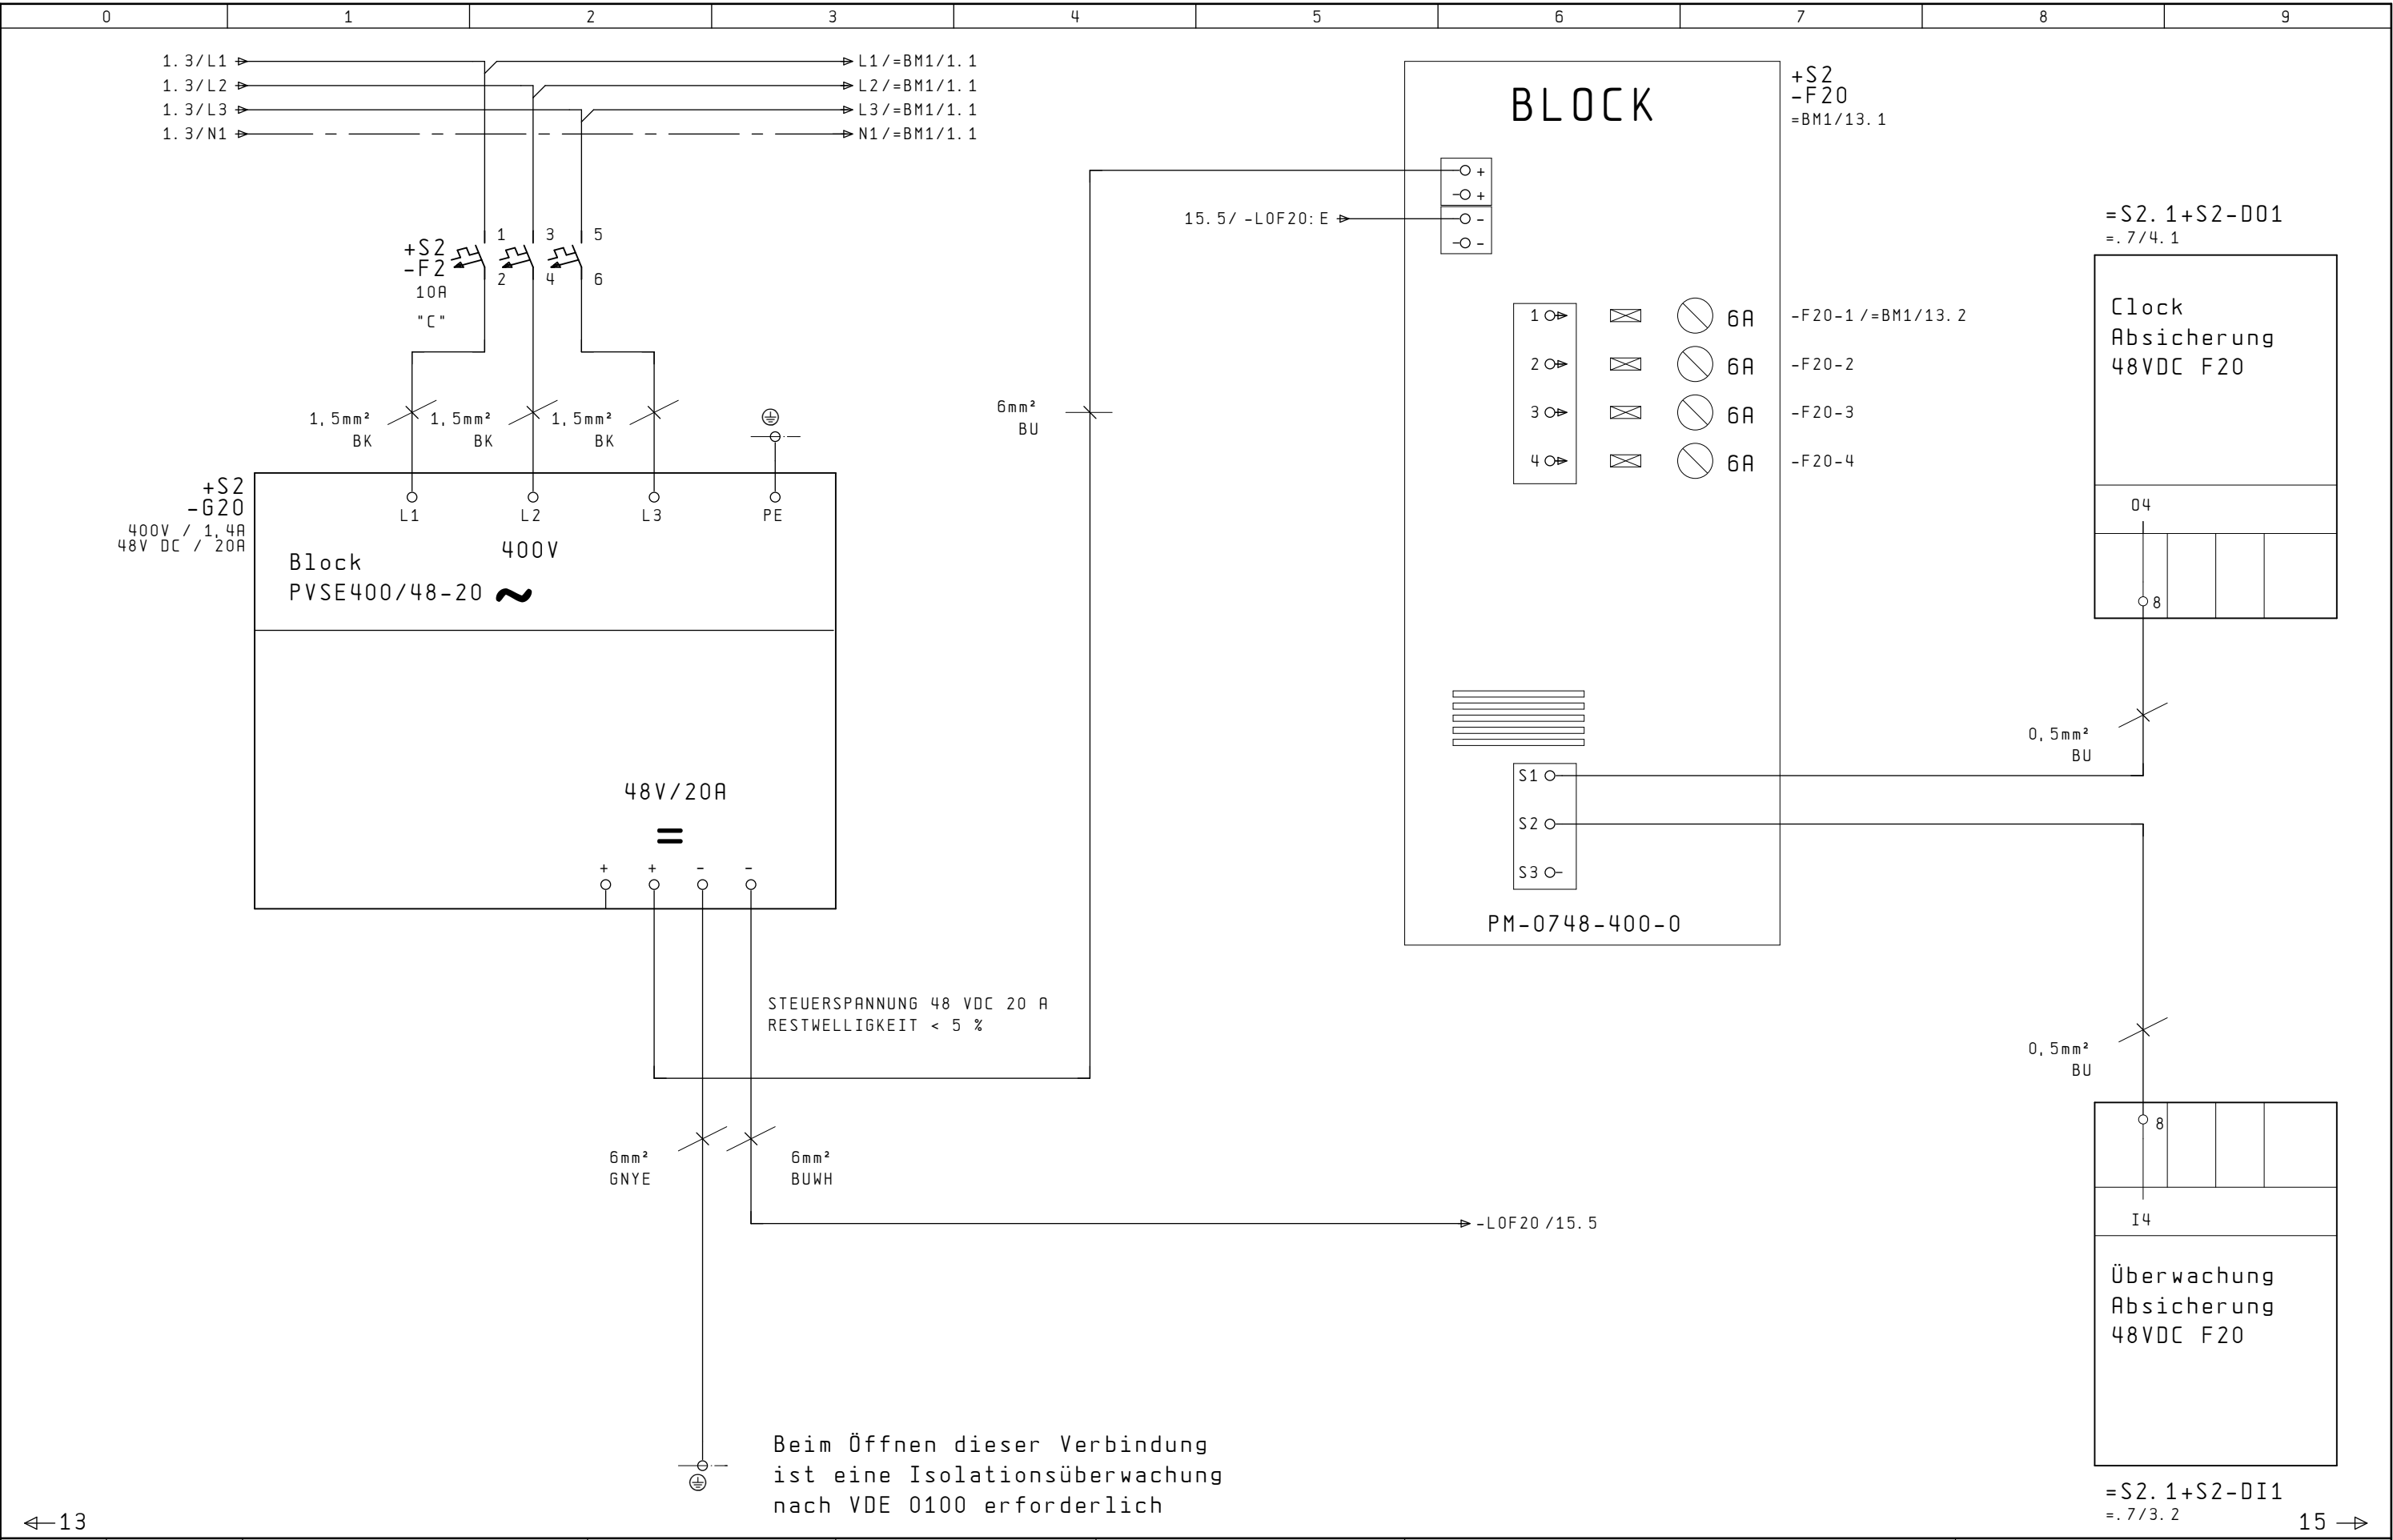 0 1 2 3 4 5 6 7 8 9
1.3/L1
1.3/L2
1.3/L3
1.3/N1
L1/=BM1/1.1
L2/=BM1/1.1
L3/=BM1/1.1
N1/=BM1/1.1
+S2
-F2
10A
"C"
1 3 5
2 4 6
1,5mm²
BK
1,5mm²
BK
1,5mm²
BK
+S2
-G20
400V / 1,4A
48V DC / 20A
L1 L2 L3 PE
400V
Block
PVSE400/48-20 ~
48V/20A
=
+ + - -
STEUERSPANNUNG 48 VDC 20 A
RESTWELLIGKEIT < 5 %
6mm²
GNYE
6mm²
BUWH
-L0F20/15.5
6mm²
BU
15.5/-L0F20:E
BLOCK
+S2
-F20
=BM1/13.1
+
+
-
-
1 6A -F20-1/=BM1/13.2
2 6A -F20-2
3 6A -F20-3
4 6A -F20-4
S1
S2
S3
PM-0748-400-0
=S2.1+S2-DO1
=.7/4.1
Clock
Absicherung
48VDC F20
O4
8
0,5mm²
BU
0,5mm²
BU
8
I4
Überwachung
Absicherung
48VDC F20
=S2.1+S2-DI1
=.7/3.2
Beim Öffnen dieser Verbindung
ist eine Isolationsüberwachung
nach VDE 0100 erforderlich
13
15